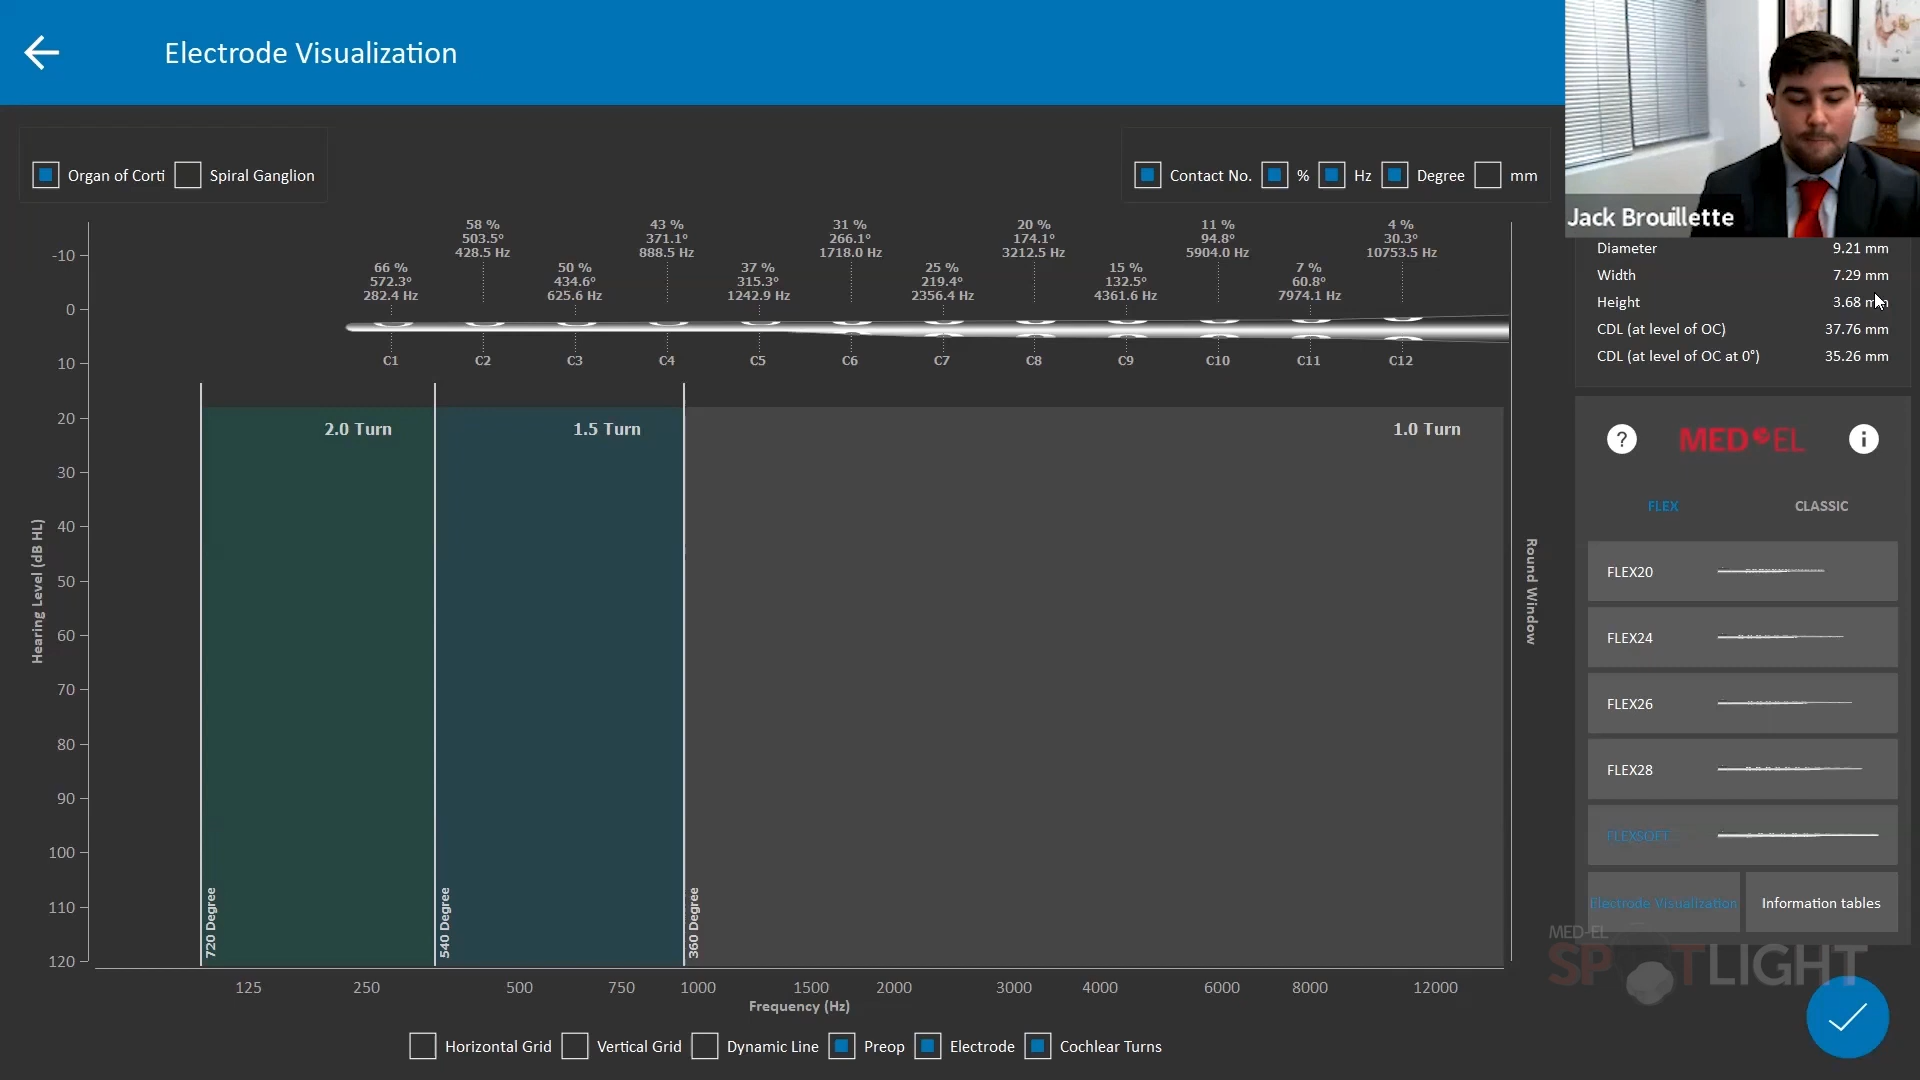 Electrode Visualization
Jack Brouillette
Organ of Corti
Spiral Ganglion
Contact No.
%
Hz
Degree
mm
Diameter 9.21 mm
Width 7.29 mm
Height 3.68 mm
CDL (at level of OC) 37.76 mm
CDL (at level of OC at 0°) 35.26 mm
58 %
503.5°
428.5 Hz
43 %
371.1°
888.5 Hz
31 %
266.1°
1718.0 Hz
20 %
174.1°
3212.5 Hz
11 %
94.8°
5904.0 Hz
4 %
30.3°
10753.5 Hz
66 %
572.3°
282.4 Hz
50 %
434.6°
625.6 Hz
37 %
315.3°
1242.9 Hz
25 %
219.4°
2356.4 Hz
15 %
132.5°
4361.6 Hz
7 %
60.8°
7974.1 Hz
C1 C2 C3 C4 C5 C6 C7 C8 C9 C10 C11 C12
-10
0
10
20
30
40
50
60
70
80
90
100
110
120
Hearing Level (dB HL)
2.0 Turn
1.5 Turn
1.0 Turn
720 Degree
540 Degree
360 Degree
Round Window
125 250 500 750 1000 1500 2000 3000 4000 6000 8000 12000
Frequency (Hz)
Horizontal Grid
Vertical Grid
Dynamic Line
Preop
Electrode
Cochlear Turns
?
MED EL
i
FLEX
CLASSIC
FLEX20
FLEX24
FLEX26
FLEX28
FLEXSOFT
Electrode Visualization
Information tables
MED-EL
SPOTLIGHT